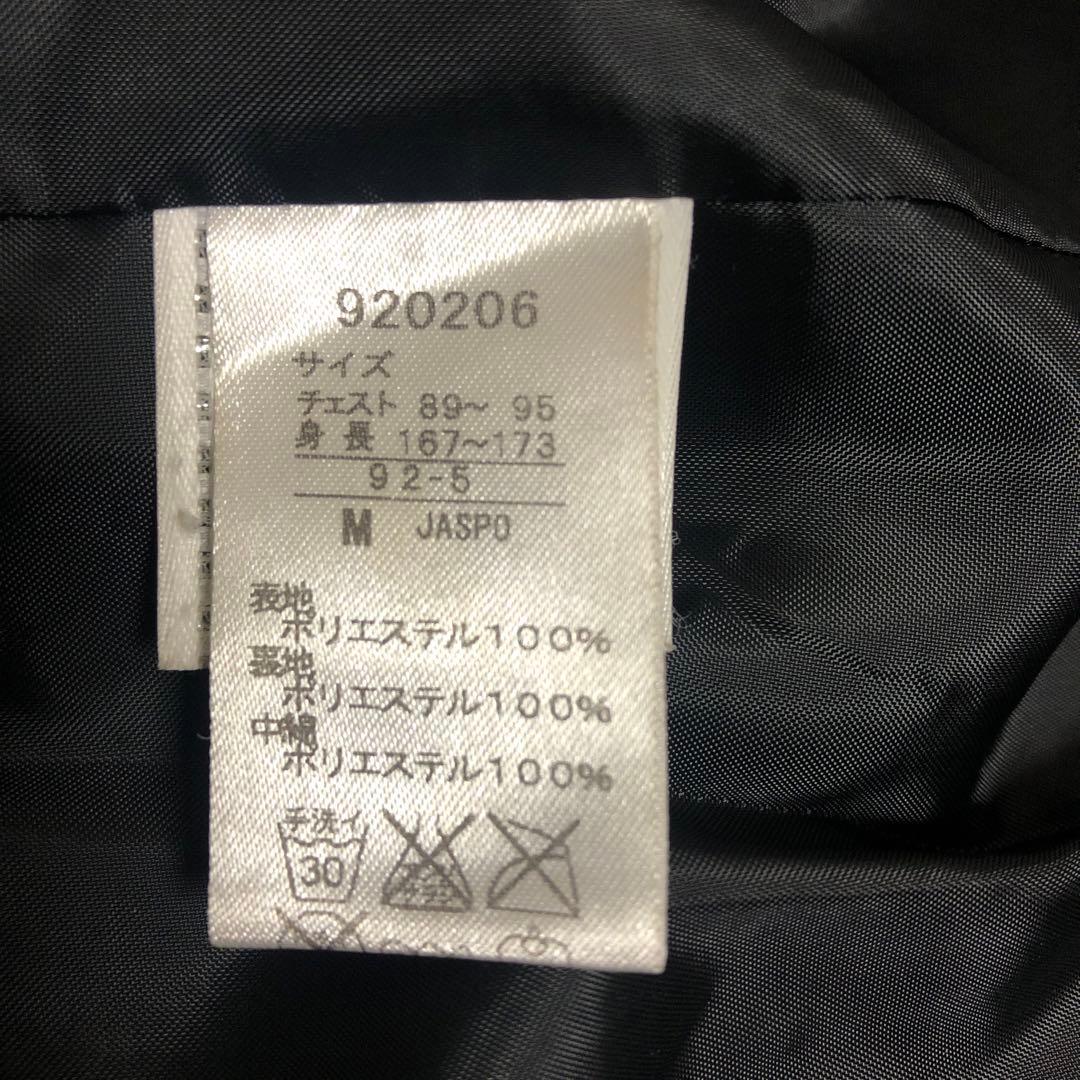 920206
サイズ
チェスト 89～ 95
身長 167～173
92-5
M JASPO
表地
ポリエステル100%
裏地
ポリエステル100%
中綿
ポリエステル100%
手洗イ
30